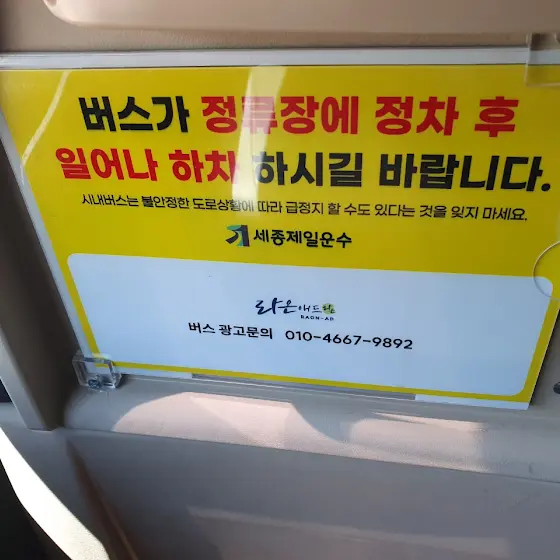 버스가 정류장에 정차 후
일어나 하차 하시길 바랍니다.
시내버스는 불안정한 도로상황에 따라 급정지 할 수도 있다는 것을 잊지 마세요.
세종제일운수
라온애드림
RAON-AD
버스 광고문의 010-4667-9892